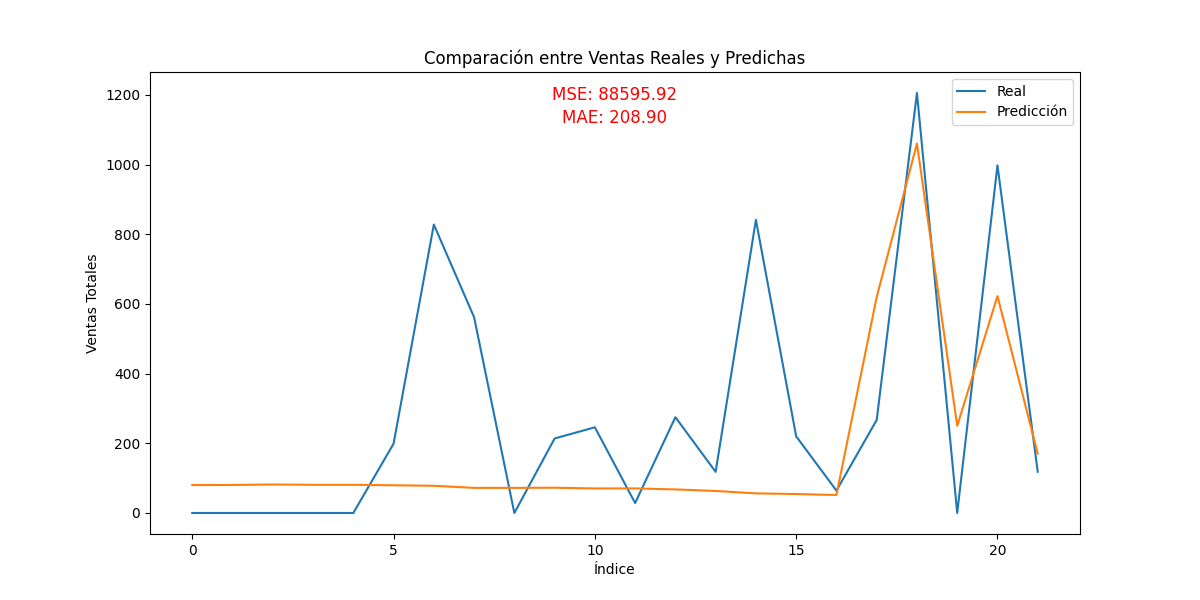 Comparación entre Ventas Reales y Predichas
MSE: 88595.92
MAE: 208.90
Real
Predicción
Ventas Totales
1200
1000
800
600
400
200
0
0 5 10 15 20
Índice